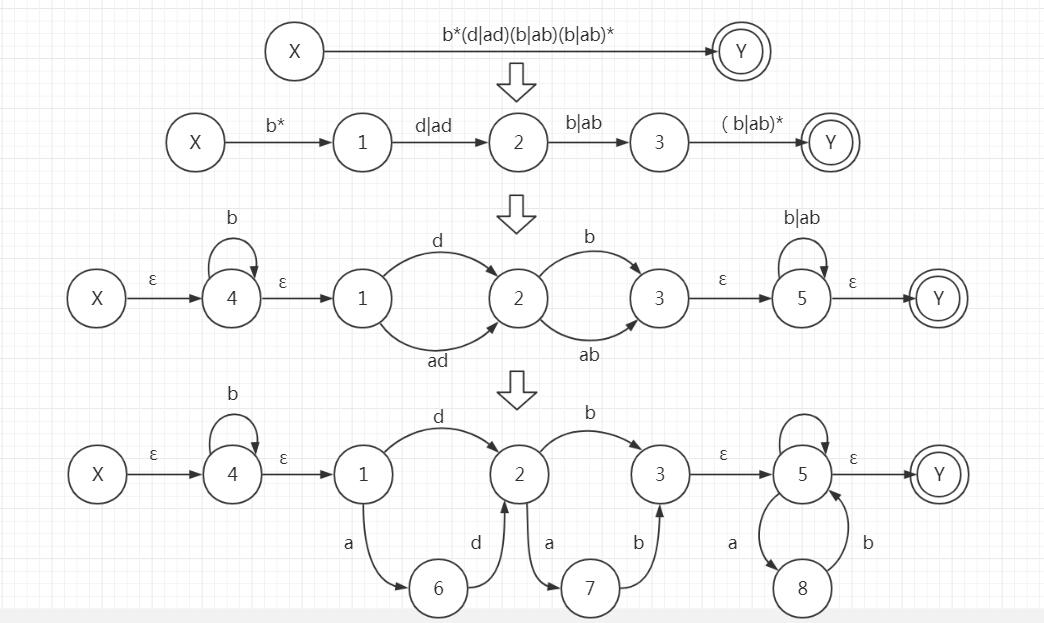 b*(d|ad)(b|ab)(b|ab)*
X Y
b* d|ad b|ab ( b|ab)*
X 1 2 3 Y
b d b b|ab
ε ε ε ε
X 4 1 2 3 5 Y
ad ab
b d b
ε ε ε ε
X 4 1 2 3 5 Y
a d a b a b
6 7 8